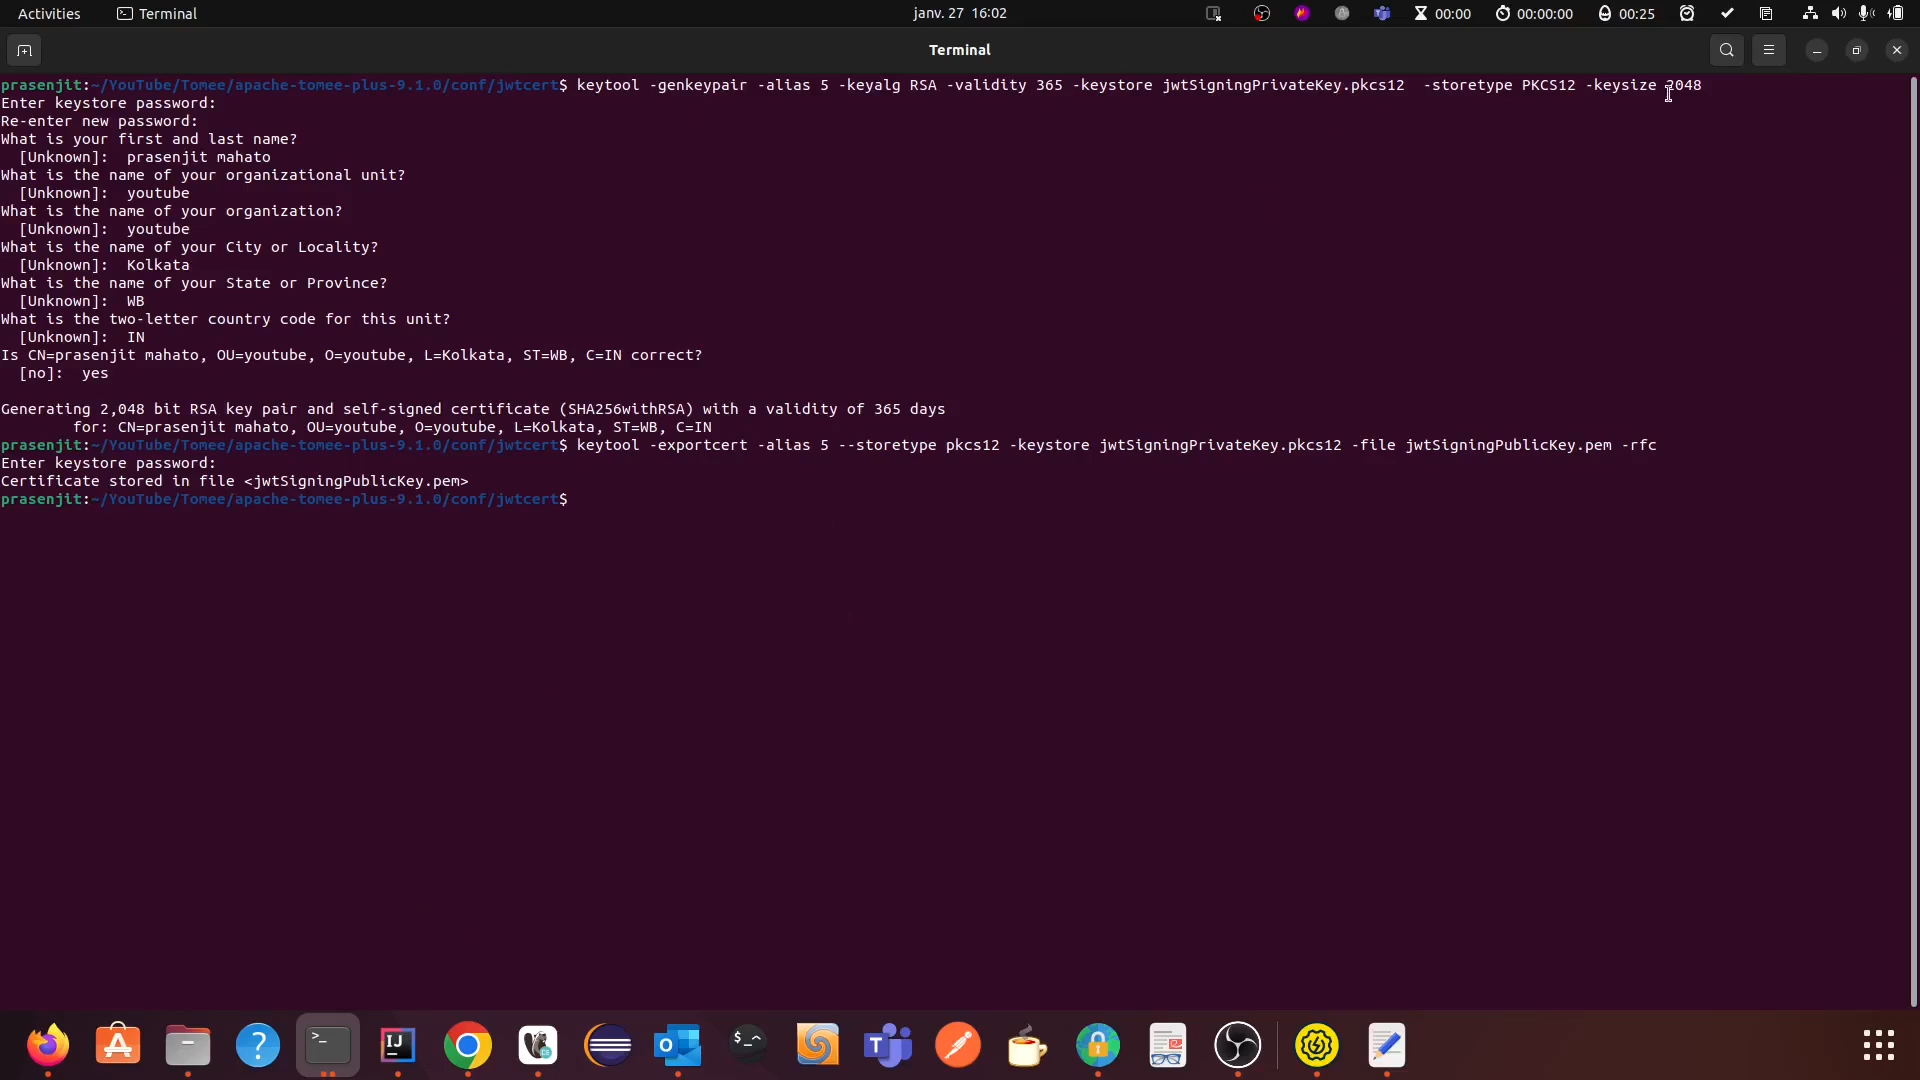 Activities Terminal janv. 27 16:02 00:00 00:00:00 00:25
Terminal
prasenjit:~/YouTube/Tomee/apache-tomee-plus-9.1.0/conf/jwtcert$ keytool -genkeypair -alias 5 -keyalg RSA -validity 365 -keystore jwtSigningPrivateKey.pkcs12  -storetype PKCS12 -keysize 2048
Enter keystore password:
Re-enter new password:
What is your first and last name?
  [Unknown]:  prasenjit mahato
What is the name of your organizational unit?
  [Unknown]:  youtube
What is the name of your organization?
  [Unknown]:  youtube
What is the name of your City or Locality?
  [Unknown]:  Kolkata
What is the name of your State or Province?
  [Unknown]:  WB
What is the two-letter country code for this unit?
  [Unknown]:  IN
Is CN=prasenjit mahato, OU=youtube, O=youtube, L=Kolkata, ST=WB, C=IN correct?
  [no]:  yes
Generating 2,048 bit RSA key pair and self-signed certificate (SHA256withRSA) with a validity of 365 days
        for: CN=prasenjit mahato, OU=youtube, O=youtube, L=Kolkata, ST=WB, C=IN
prasenjit:~/YouTube/Tomee/apache-tomee-plus-9.1.0/conf/jwtcert$ keytool -exportcert -alias 5 --storetype pkcs12 -keystore jwtSigningPrivateKey.pkcs12 -file jwtSigningPublicKey.pem -rfc
Enter keystore password:
Certificate stored in file <jwtSigningPublicKey.pem>
prasenjit:~/YouTube/Tomee/apache-tomee-plus-9.1.0/conf/jwtcert$